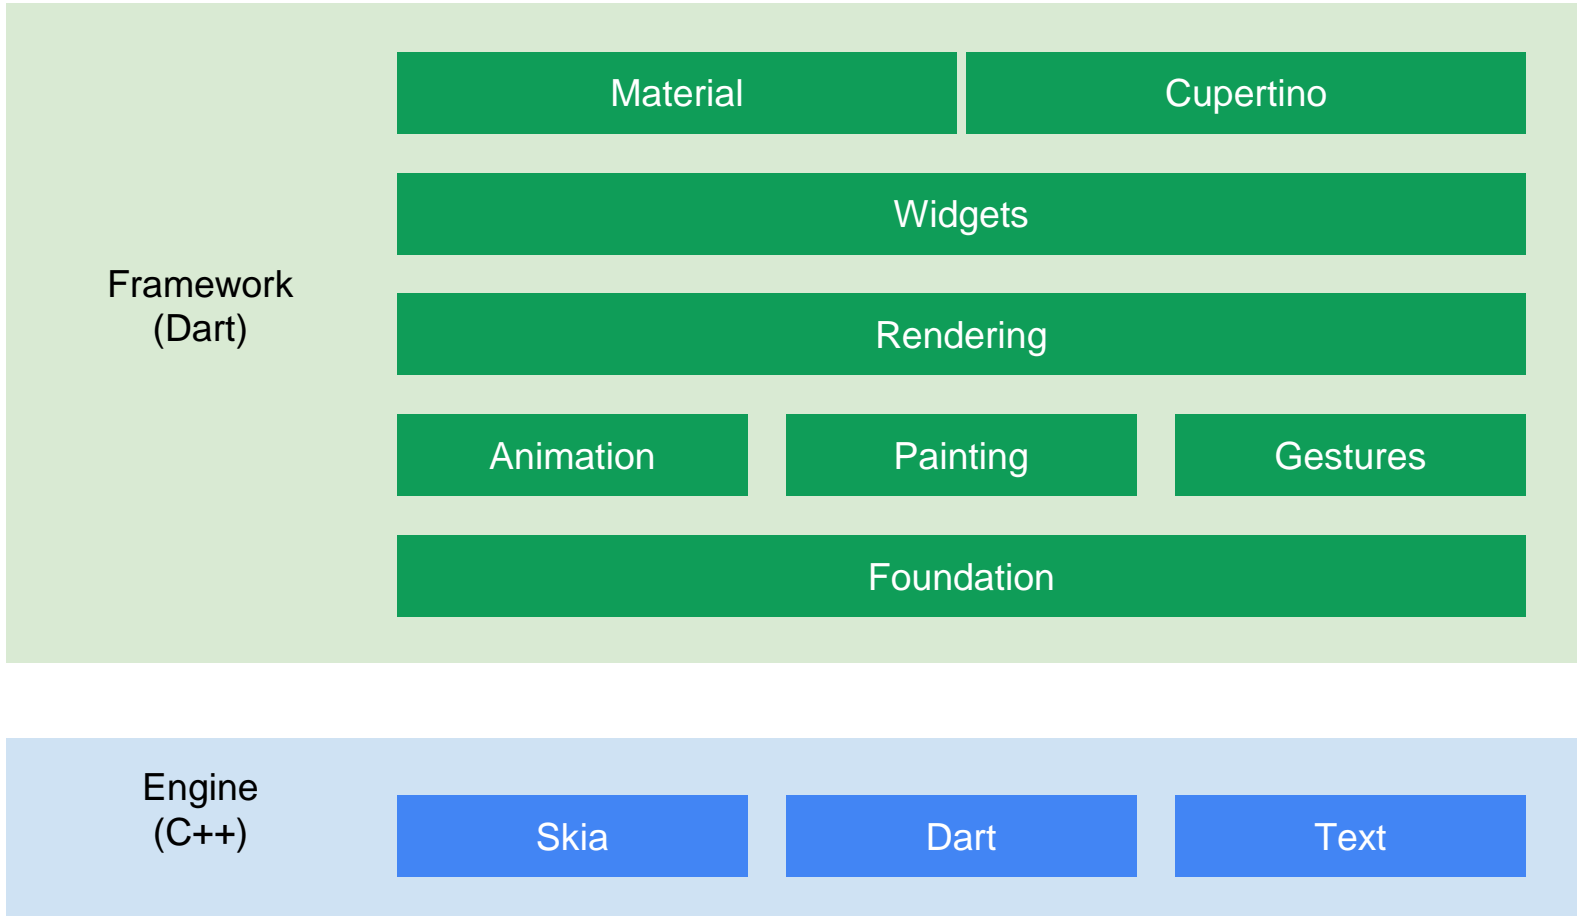 Material
Cupertino
Widgets
Framework
(Dart)
Rendering
Animation
Painting
Gestures
Foundation
Engine
(C++)
Skia
Dart
Text